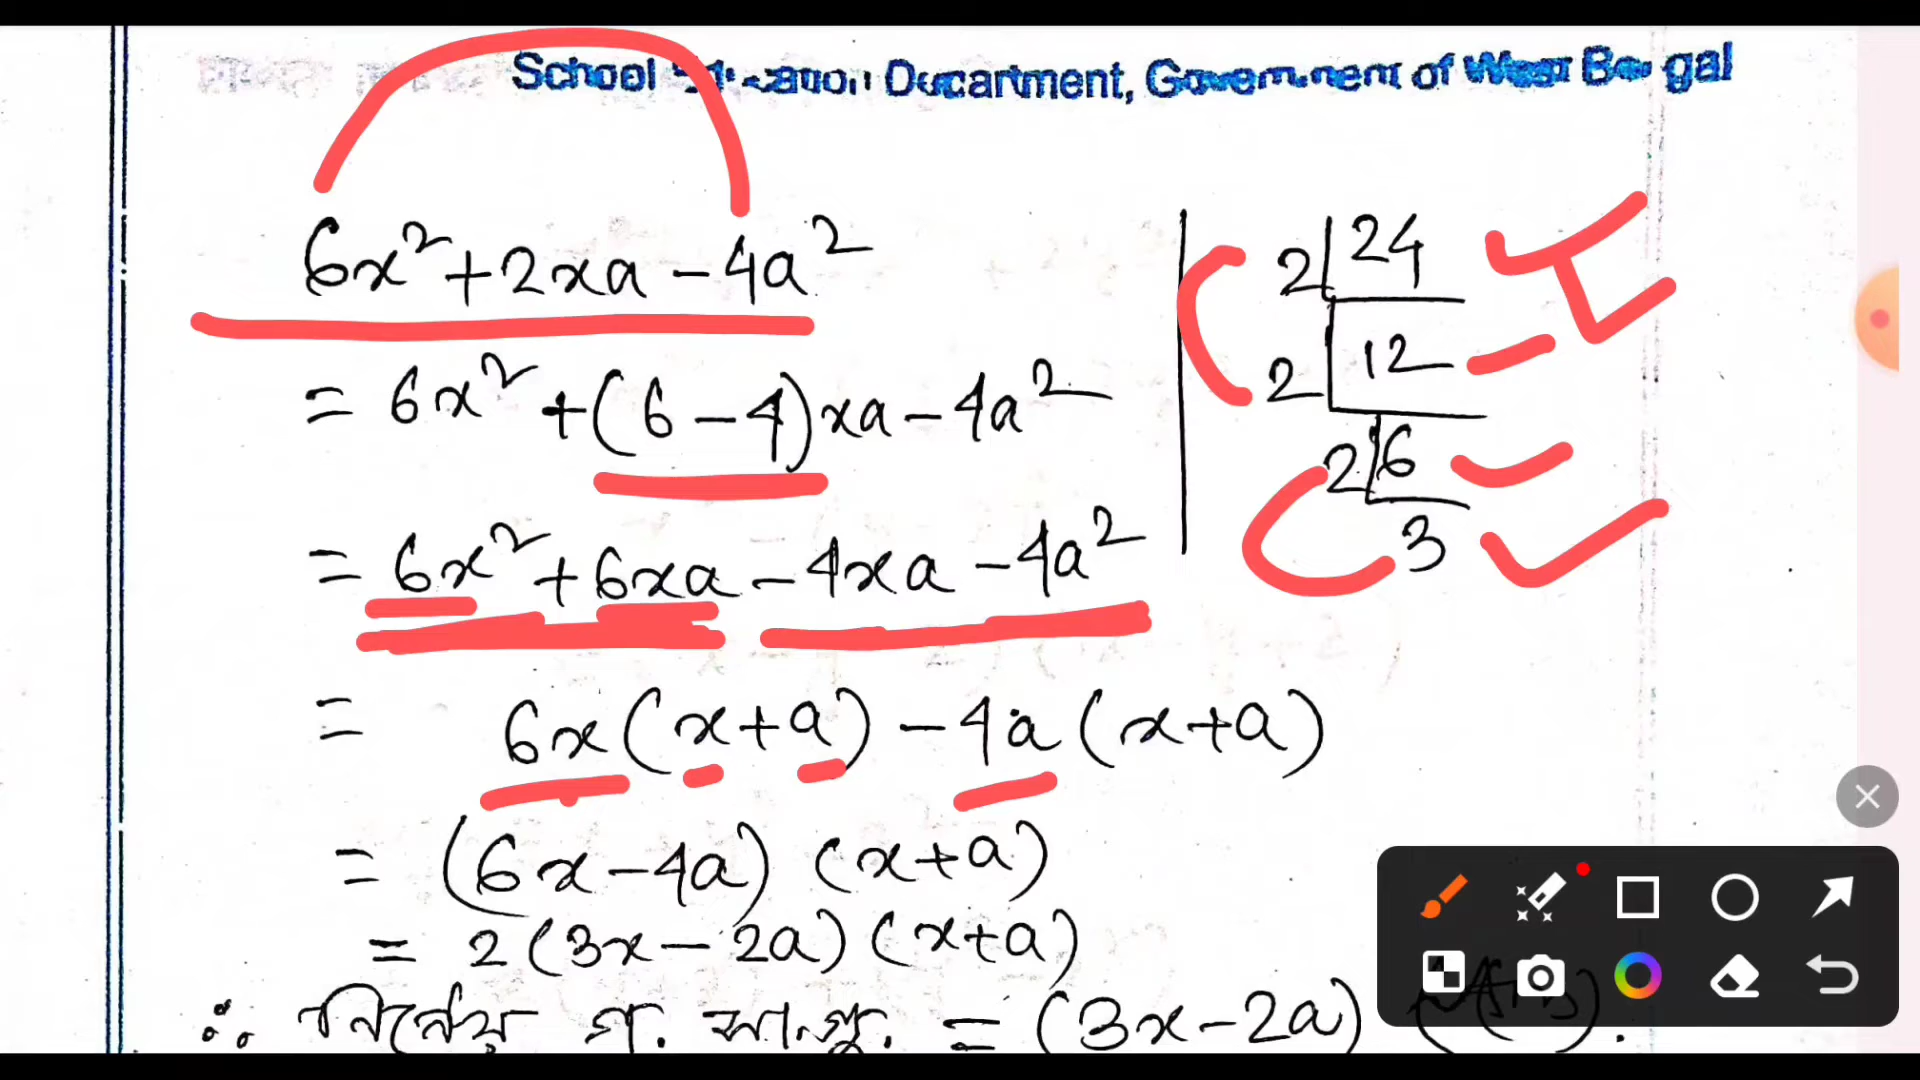 School Education Department, Government of West Bengal
6x² + 2xa - 4a²
= 6x² + (6 - 4)xa - 4a²
= 6x² + 6xa - 4xa - 4a²
= 6x(x+a) - 4a(x+a)
= (6x - 4a) (x+a)
= 2(3x - 2a)(x+a)
∴ নির্ণেয় গ. সা.গু. = (3x - 2a)
2 | 24
2 | 12
2 | 6
3